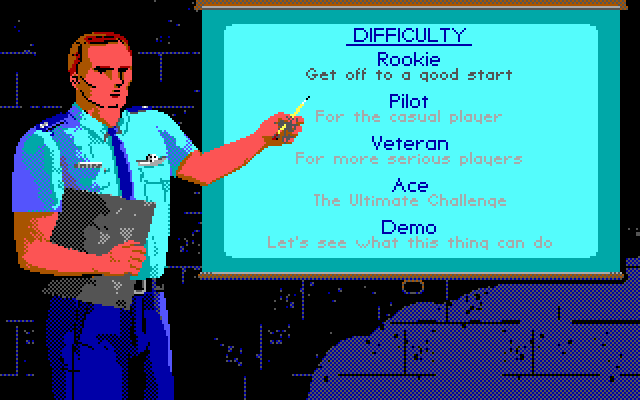 DIFFICULTY
Rookie
Get off to a good start
Pilot
For the casual player
Veteran
For more serious players
Ace
The Ultimate Challenge
Demo
Let's see what this thing can do